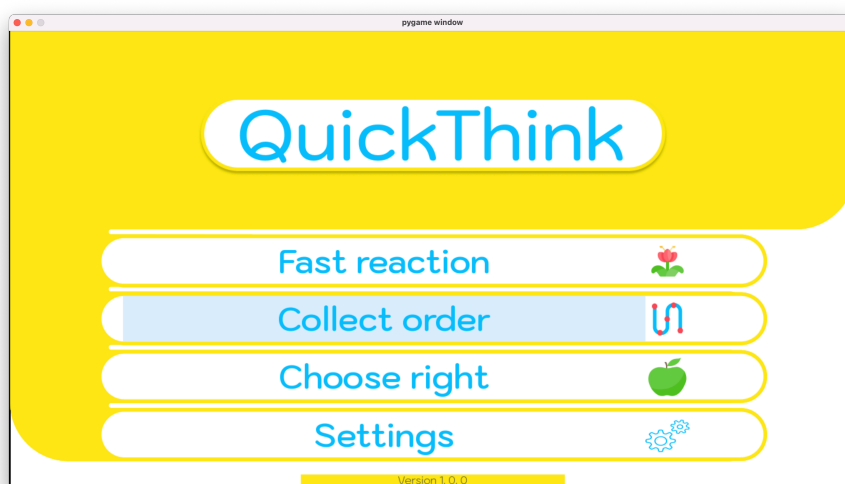 pygame window
QuickThink
Fast reaction
Collect order
Choose right
Settings
Version 1. 0. 0